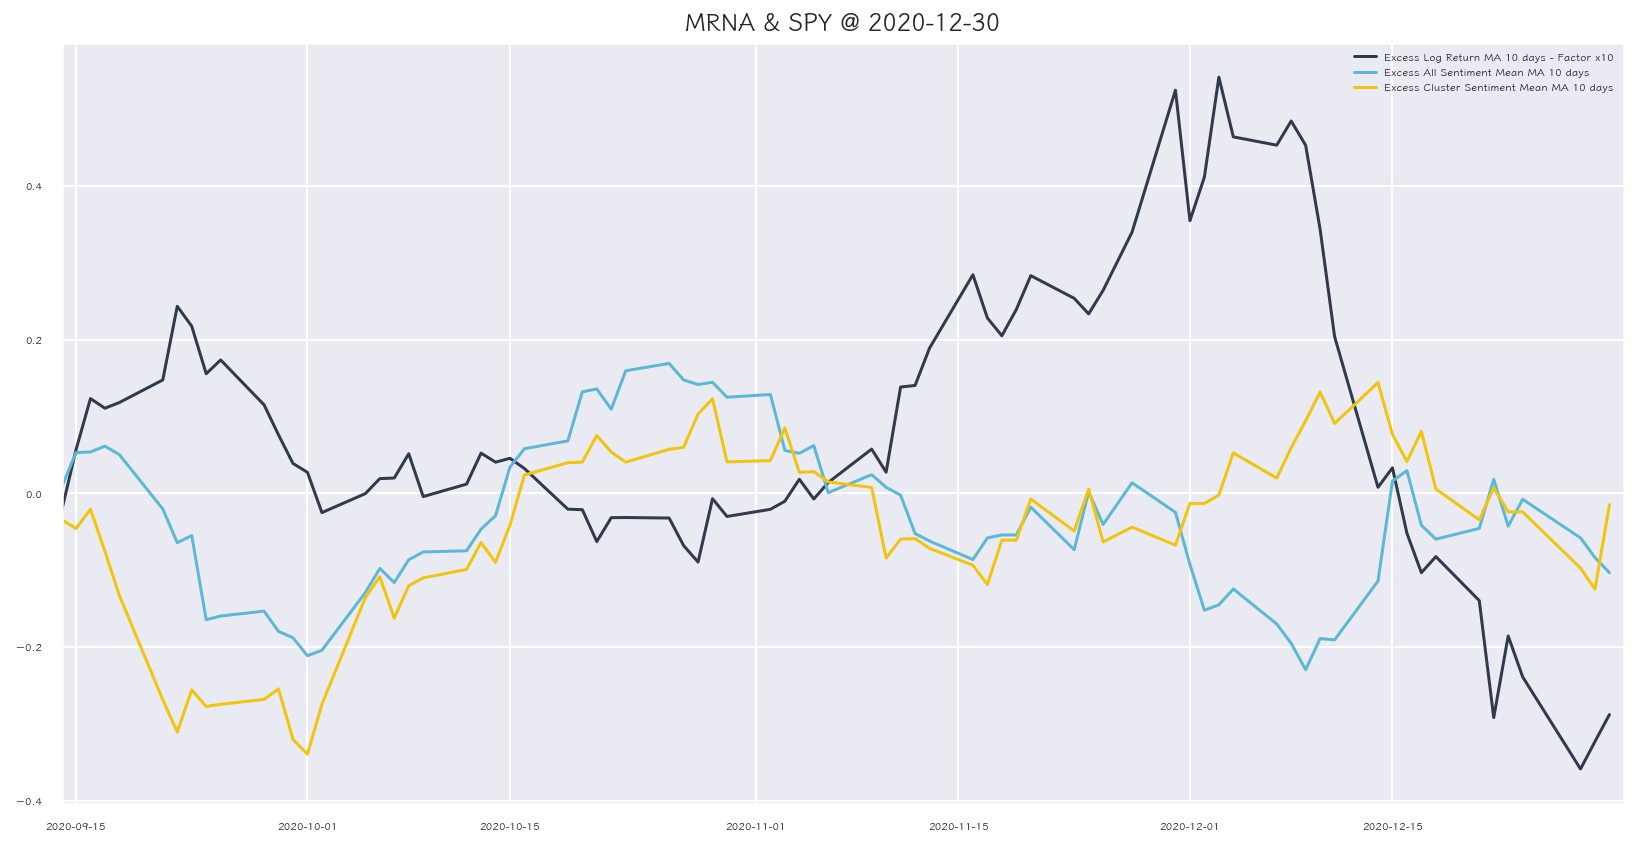 MRNA & SPY @ 2020-12-30
Excess Log Return MA 10 days - Factor x10
Excess All Sentiment Mean MA 10 days
Excess Cluster Sentiment Mean MA 10 days
0.4
0.2
0.0
−0.2
−0.4
2020-09-15 2020-10-01 2020-10-15 2020-11-01 2020-11-15 2020-12-01 2020-12-15